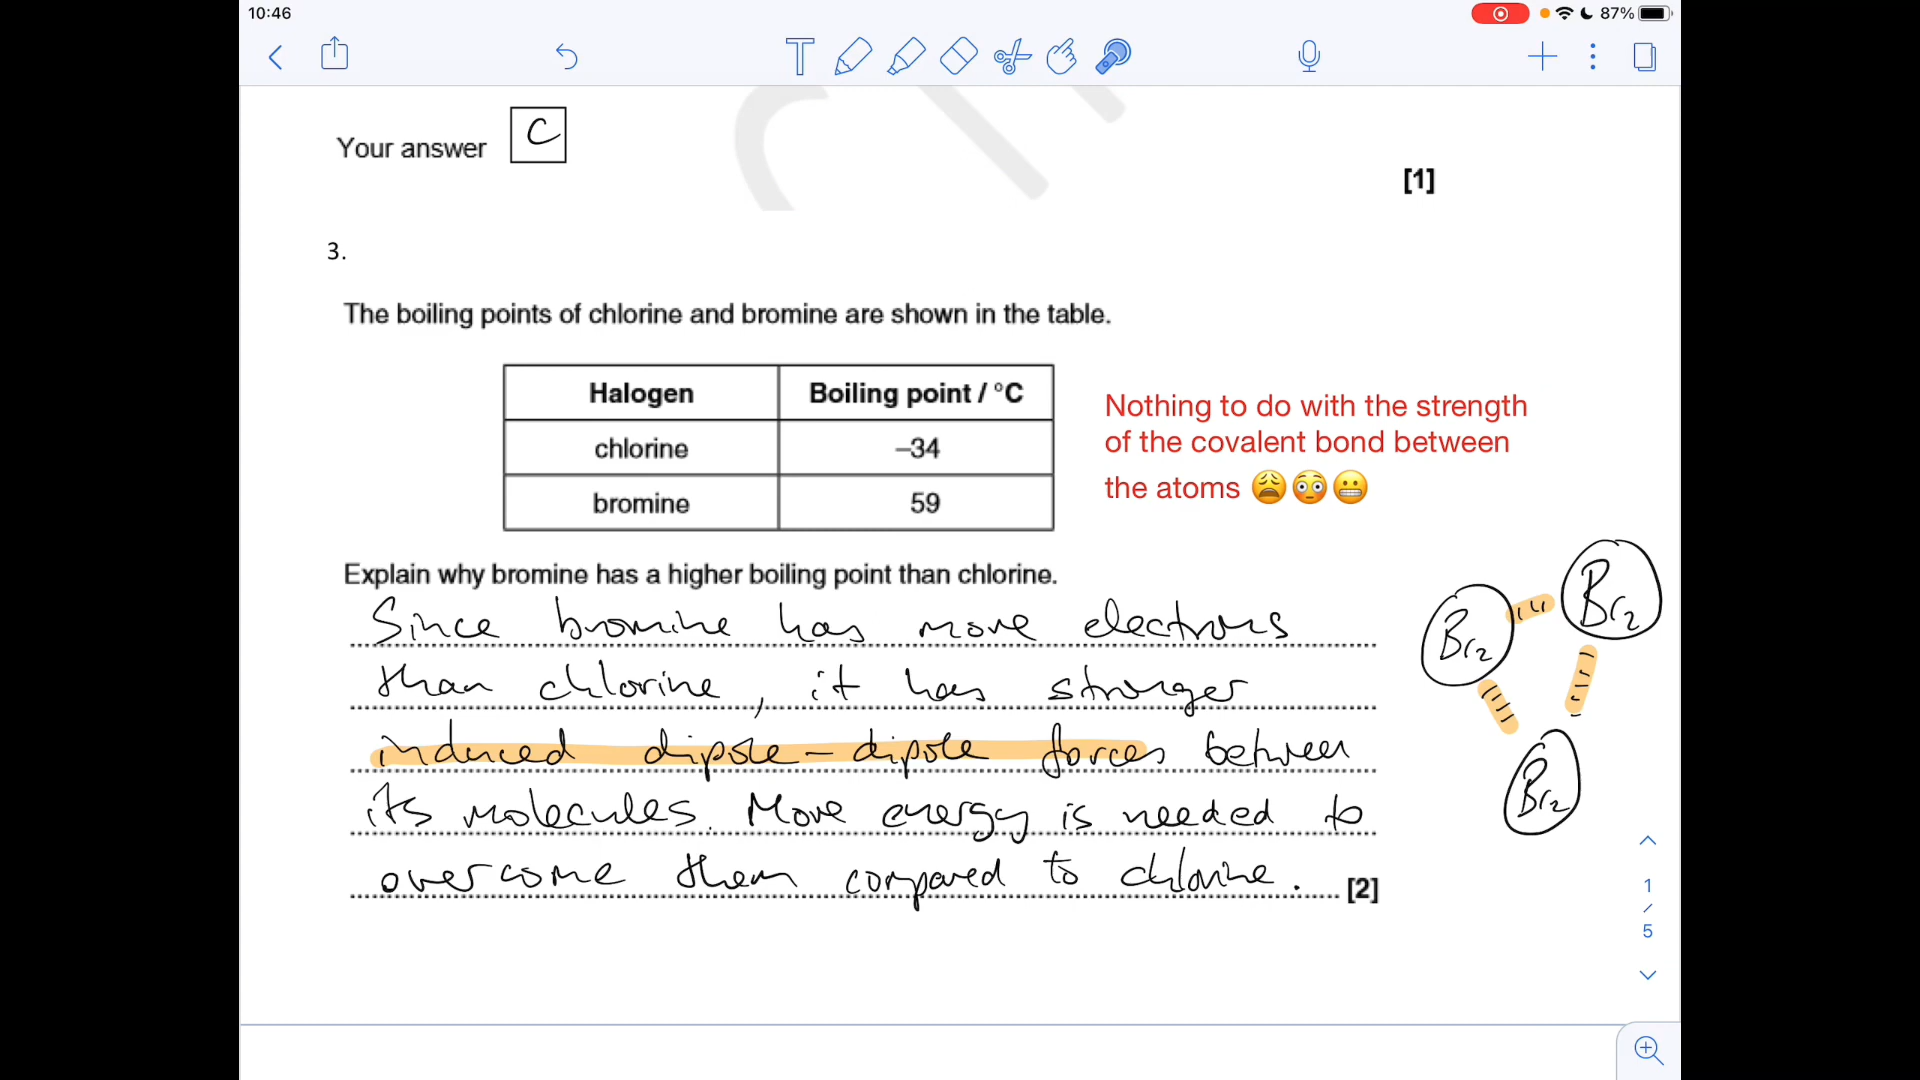 10:46
87%
T
Your answer C
[1]
3.
The boiling points of chlorine and bromine are shown in the table.
Halogen Boiling point / °C
chlorine –34
bromine 59
Nothing to do with the strength
of the covalent bond between
the atoms 😩😳😬
Explain why bromine has a higher boiling point than chlorine.
Since bromine has more electrons
than chlorine, it has stronger
induced dipole-dipole forces between
its molecules. More energy is needed to
overcome them compared to chlorine. [2]
Br₂
Br₂
Br₂
1
/
5